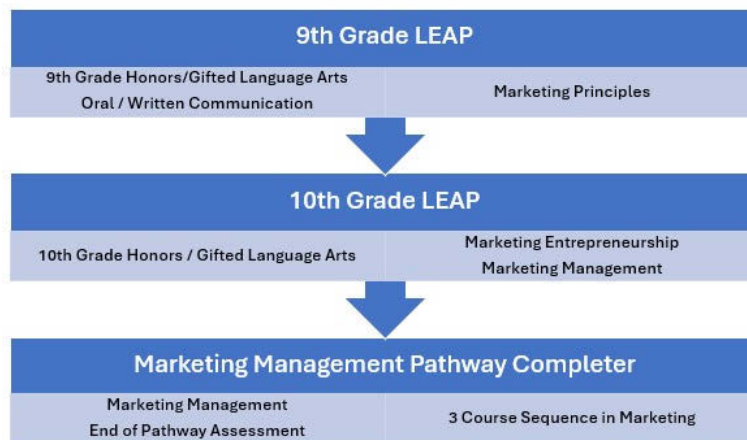 9th Grade LEAP
9th Grade Honors/Gifted Language Arts
Oral / Written Communication
Marketing Principles
10th Grade LEAP
10th Grade Honors / Gifted Language Arts
Marketing Entrepreneurship
Marketing Management
Marketing Management Pathway Completer
Marketing Management
End of Pathway Assessment
3 Course Sequence in Marketing